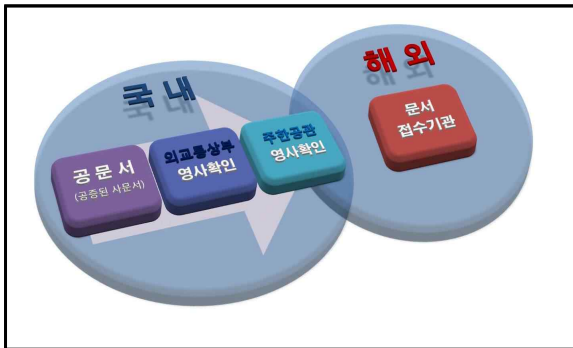 국 내
해 외
공 문 서
(공증된 사문서)
외교통상부
영사확인
주한공관
영사확인
문서
접수기관